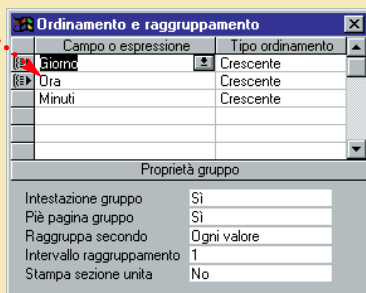 Ordinamento e raggruppamento
Campo o espressione Tipo ordinamento
Giorno Crescente
Ora Crescente
Minuti Crescente
Proprietà gruppo
Intestazione gruppo Sì
Piè pagina gruppo Sì
Raggruppa secondo Ogni valore
Intervallo raggruppamento 1
Stampa sezione unita No